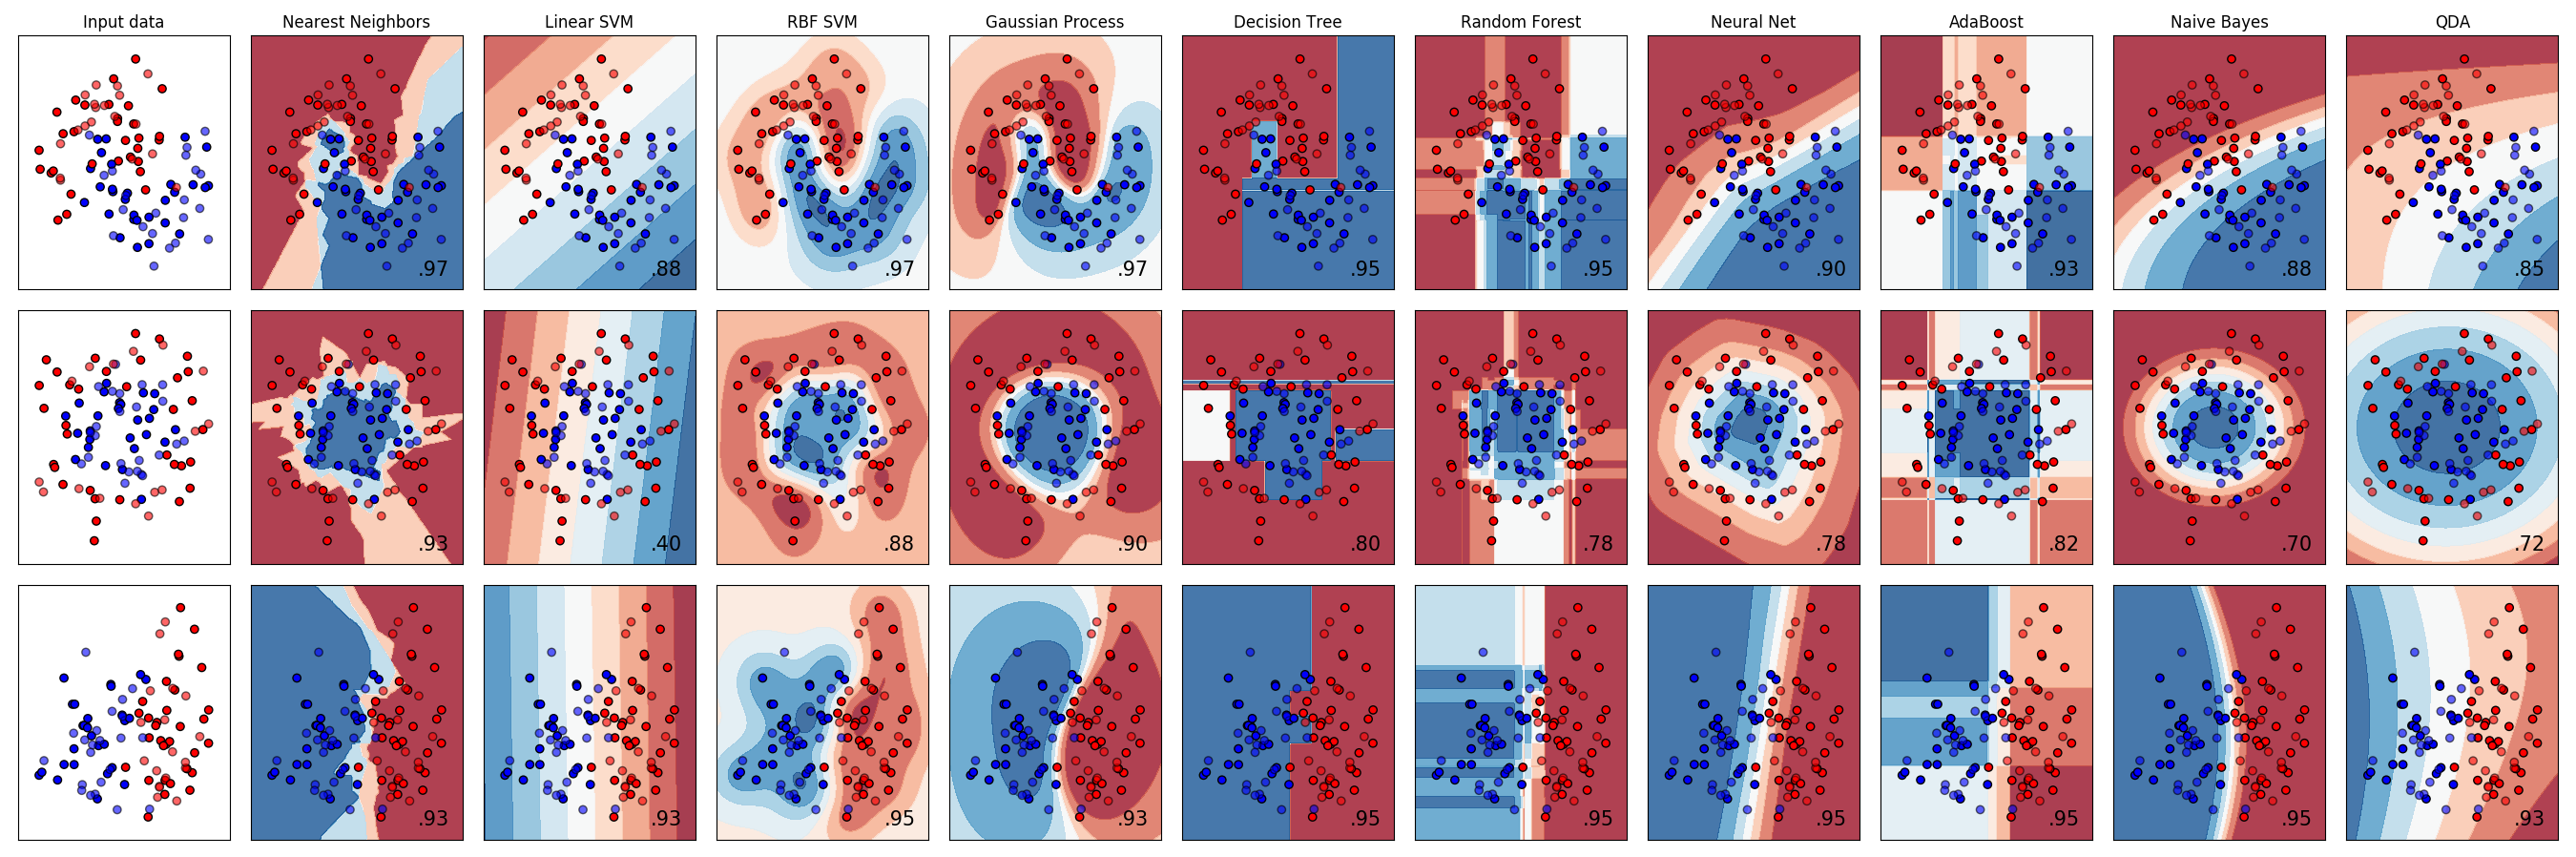 Input data Nearest Neighbors Linear SVM RBF SVM Gaussian Process Decision Tree Random Forest Neural Net AdaBoost Naive Bayes QDA
.97 .88 .97 .97 .95 .95 .90 .93 .88 .85
.93 .40 .88 .90 .80 .78 .78 .82 .70 .72
.93 .93 .95 .93 .95 .95 .95 .95 .95 .93